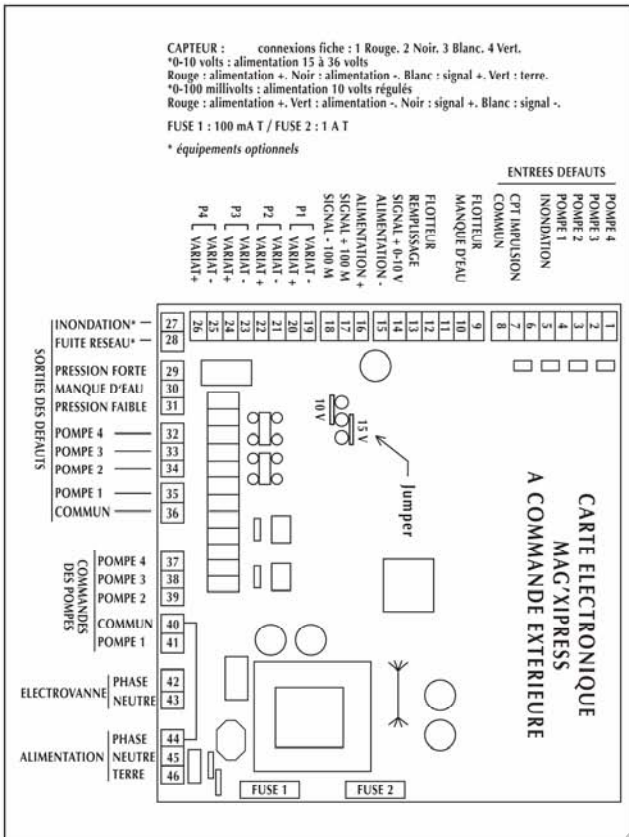 CAPTEUR : connexions fiche : 1 Rouge. 2 Noir. 3 Blanc. 4 Vert.
*0-10 volts : alimentation 15 à 36 volts
Rouge : alimentation +. Noir : alimentation -. Blanc : signal +. Vert : terre.
*0-100 millivolts : alimentation 10 volts régulés
Rouge : alimentation +. Vert : alimentation -. Noir : signal +. Blanc : signal -.
FUSE 1 : 100 mA T / FUSE 2 : 1 A T
* équipements optionnels
ENTREES DEFAUTS
POMPE 4
POMPE 3
POMPE 2
POMPE 1
INONDATION
CPT IMPULSION
COMMUN
FLOTTEUR
MANQUE D'EAU
FLOTTEUR
REMPLISSAGE
SIGNAL + 0-10 V
ALIMENTATION -
ALIMENTATION +
SIGNAL + 100 M
SIGNAL - 100 M
P1
VARIAT -
VARIAT+
P2
VARIAT -
VARIAT+
P3
VARIAT -
VARIAT+
P4
VARIAT -
VARIAT+
1
2
3
4
5
6
7
8
9
10
11
12
13
14
15
16
17
18
19
20
21
22
23
24
25
26
SORTIES DES DEFAUTS
INONDATION* 27
FUITE RESEAU* 28
PRESSION FORTE 29
MANQUE D'EAU 30
PRESSION FAIBLE 31
POMPE 4 32
POMPE 3 33
POMPE 2 34
POMPE 1 35
COMMUN 36
COMMANDES
DES POMPES
POMPE 4 37
POMPE 3 38
POMPE 2 39
COMMUN 40
POMPE 1 41
ELECTROVANNE
PHASE 42
NEUTRE 43
ALIMENTATION
PHASE 44
NEUTRE 45
TERRE 46
10 V
15 V
Jumper
CARTE ELECTRONIQUE
MAG'XIPRESS
A COMMANDE EXTERIEURE
FUSE 1
FUSE 2